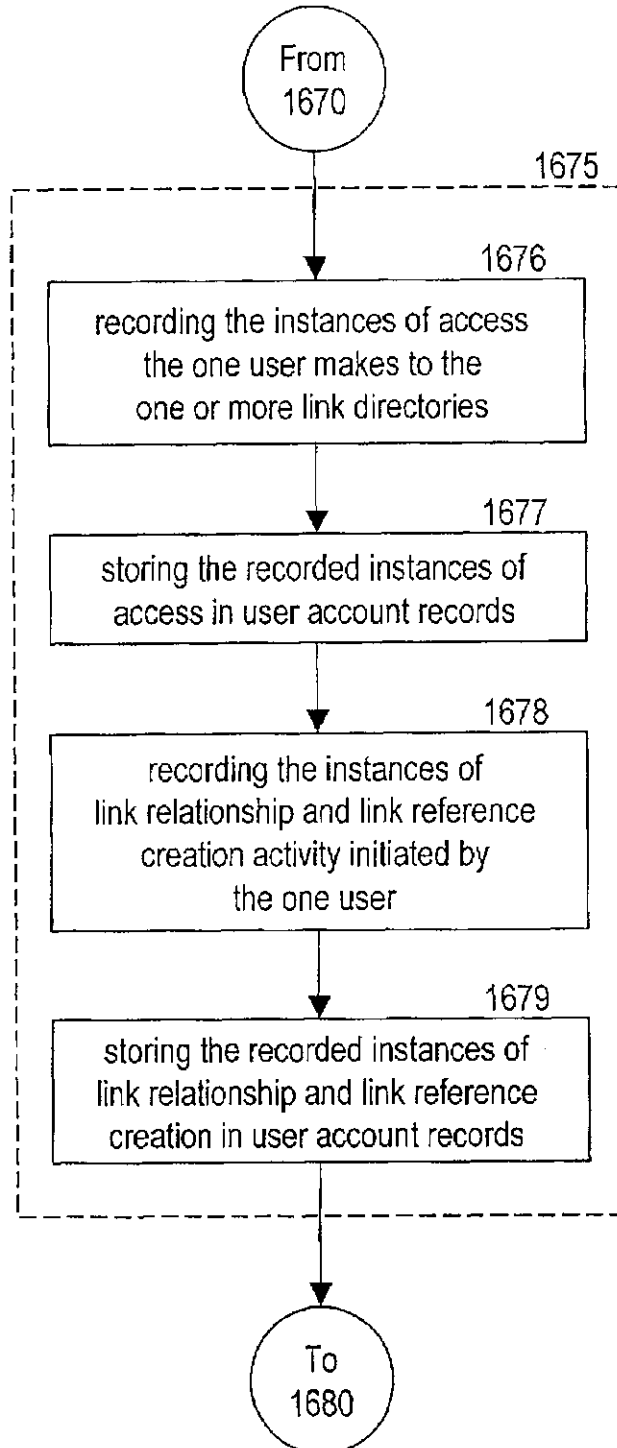 From
1670
1675
1676
recording the instances of access
the one user makes to the
one or more link directories
1677
storing the recorded instances of
access in user account records
1678
recording the instances of
link relationship and link reference
creation activity initiated by
the one user
1679
storing the recorded instances of
link relationship and link reference
creation in user account records
To
1680